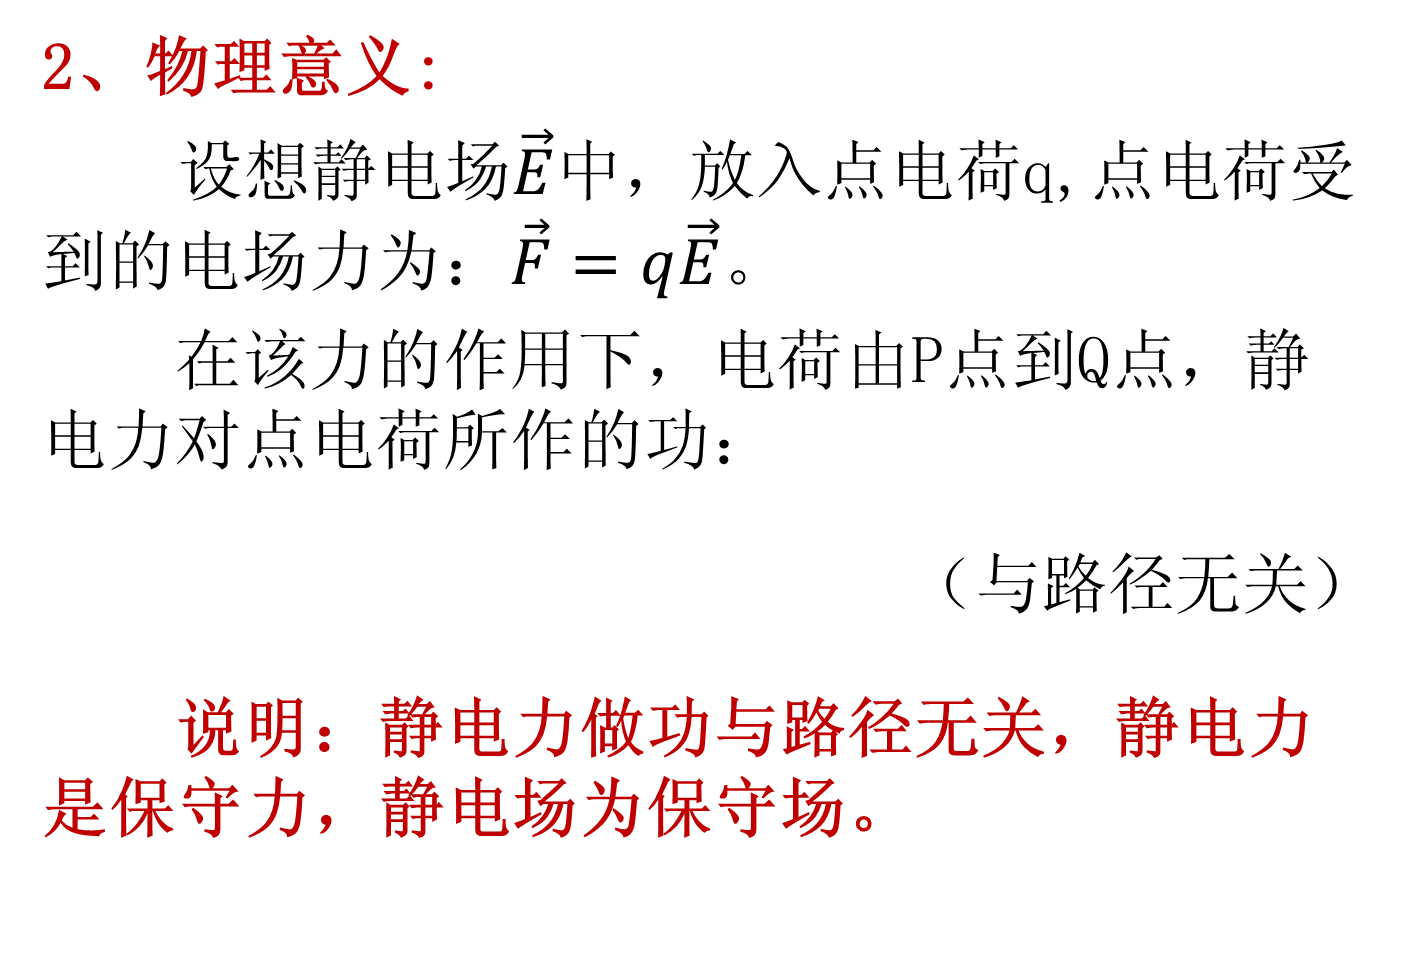 2、物理意义:
设想静电场$\vec{E}$中，放入点电荷q,点电荷受
到的电场力为：$\vec{F} = q\vec{E}$。
在该力的作用下，电荷由P点到Q点，静
电力对点电荷所作的功：
（与路径无关）
说明：静电力做功与路径无关，静电力
是保守力，静电场为保守场。